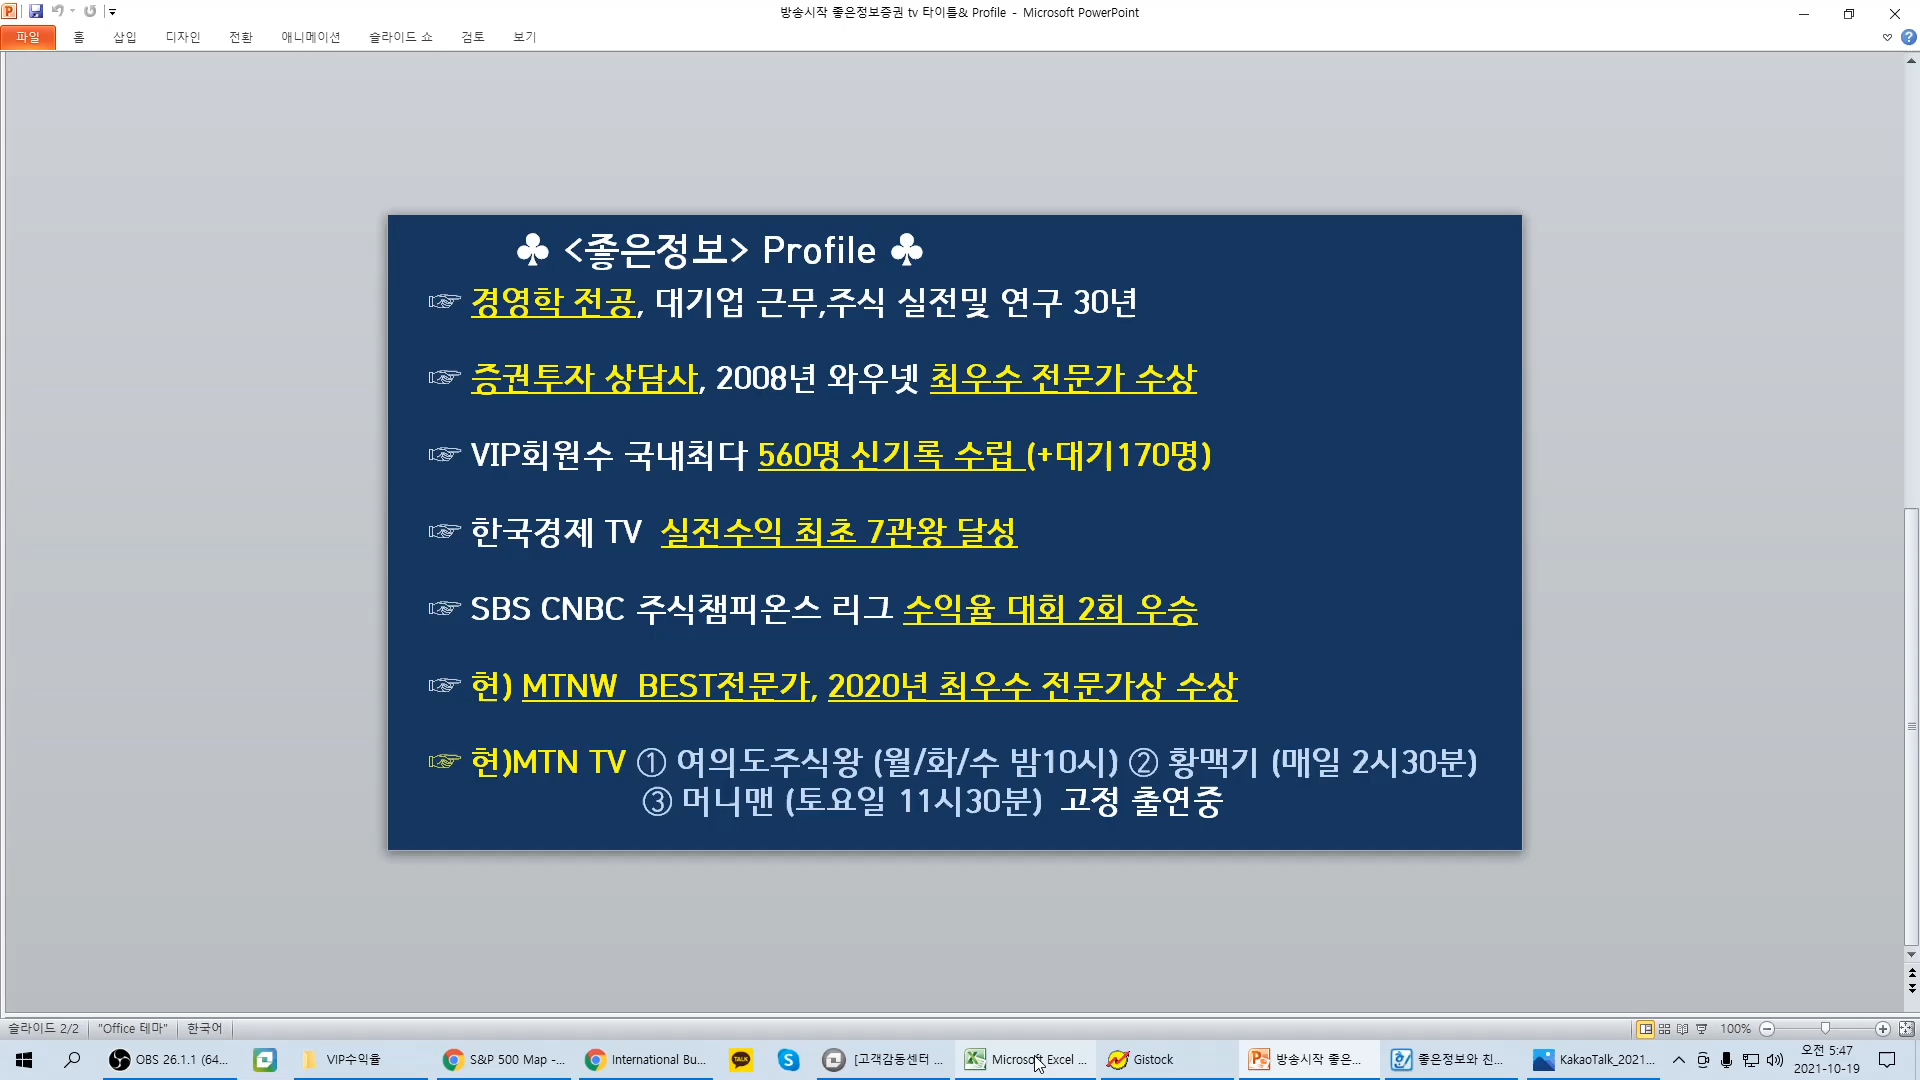 방송시작 좋은정보증권 tv 타이틀& Profile - Microsoft PowerPoint
파일 홈 삽입 디자인 전환 애니메이션 슬라이드 쇼 검토 보기
♣ <좋은정보> Profile ♣
☞ 경영학 전공, 대기업 근무,주식 실전및 연구 30년
☞ 증권투자 상담사, 2008년 와우넷 최우수 전문가 수상
☞ VIP회원수 국내최다 560명 신기록 수립 (+대기170명)
☞ 한국경제 TV 실전수익 최초 7관왕 달성
☞ SBS CNBC 주식챔피온스 리그 수익율 대회 2회 우승
☞ 현) MTNW BEST전문가, 2020년 최우수 전문가상 수상
☞ 현)MTN TV ① 여의도주식왕 (월/화/수 밤10시) ② 황맥기 (매일 2시30분)
③ 머니맨 (토요일 11시30분) 고정 출연중
슬라이드 2/2 "Office 테마" 한국어 100%
OBS 26.1.1 (64... VIP수익율 S&P 500 Map -... International Bu... TALK [고객감동센터 ... Microsoft Excel ... Gistock 방송시작 좋은... 좋은정보와 친... KakaoTalk_2021... 오전 5:47
2021-10-19